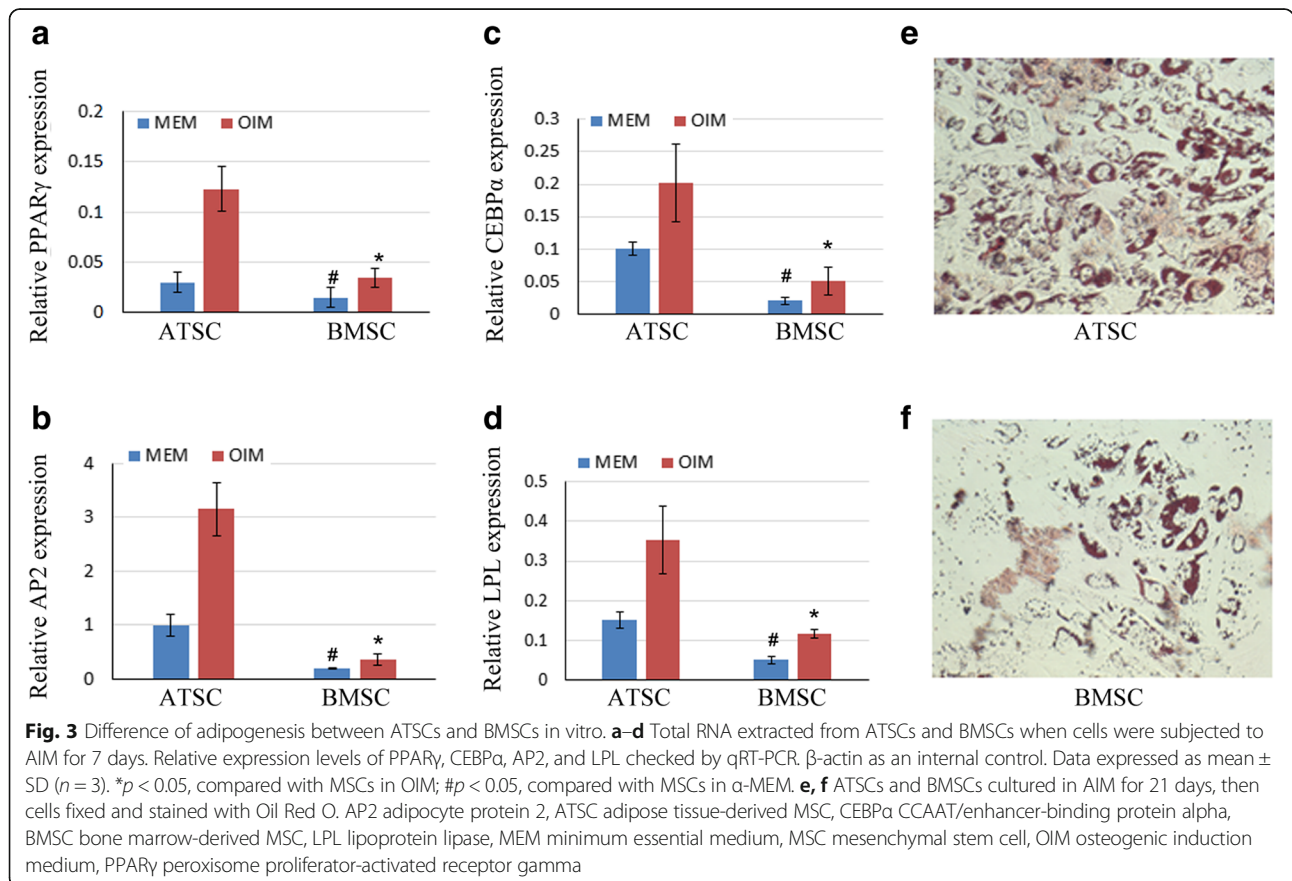 a
Relative PPARγ expression
0.2
0.15
0.1
0.05
0
MEM OIM
#
*
ATSC BMSC
c
Relative CEBPα expression
0.3
0.25
0.2
0.15
0.1
0.05
0
MEM OIM
#
*
ATSC BMSC
e
ATSC
b
Relative AP2 expression
4
3
2
1
0
MEM OIM
#
*
ATSC BMSC
d
Relative LPL expression
0.5
0.4
0.3
0.2
0.1
0
MEM OIM
#
*
ATSC BMSC
f
BMSC
Fig. 3 Difference of adipogenesis between ATSCs and BMSCs in vitro. a–d Total RNA extracted from ATSCs and BMSCs when cells were subjected to
AIM for 7 days. Relative expression levels of PPARγ, CEBPα, AP2, and LPL checked by qRT-PCR. β-actin as an internal control. Data expressed as mean ±
SD (n = 3). *p < 0.05, compared with MSCs in OIM; #p < 0.05, compared with MSCs in α-MEM. e, f ATSCs and BMSCs cultured in AIM for 21 days, then
cells fixed and stained with Oil Red O. AP2 adipocyte protein 2, ATSC adipose tissue-derived MSC, CEBPα CCAAT/enhancer-binding protein alpha,
BMSC bone marrow-derived MSC, LPL lipoprotein lipase, MEM minimum essential medium, MSC mesenchymal stem cell, OIM osteogenic induction
medium, PPARγ peroxisome proliferator-activated receptor gamma